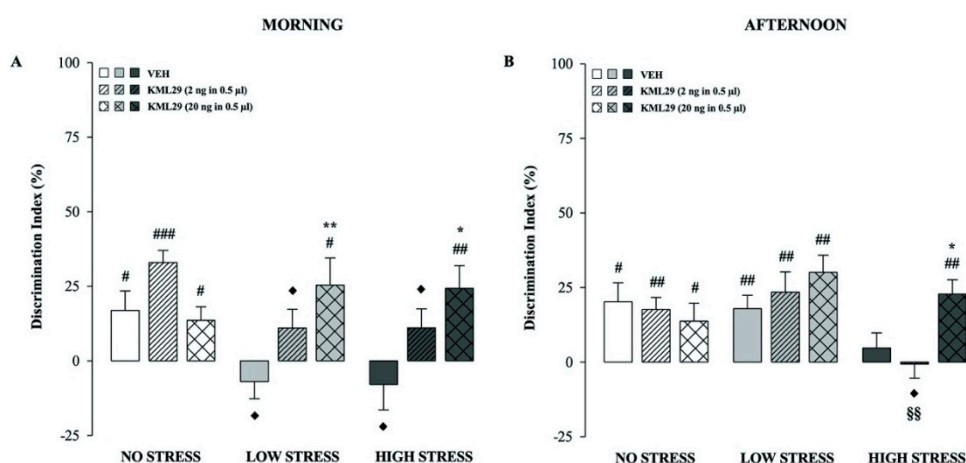 MORNING
A
100
75
50
25
0
-25
Discrimination Index (%)
VEH
KML29 (2 ng in 0.5 µl)
KML29 (20 ng in 0.5 µl)
#
###
#
◆
◆
**
#
◆
◆
*
##
NO STRESS LOW STRESS HIGH STRESS
AFTERNOON
B
100
75
50
25
0
-25
Discrimination Index (%)
VEH
KML29 (2 ng in 0.5 µl)
KML29 (20 ng in 0.5 µl)
#
##
#
##
##
##
◆
§§
*
##
NO STRESS LOW STRESS HIGH STRESS